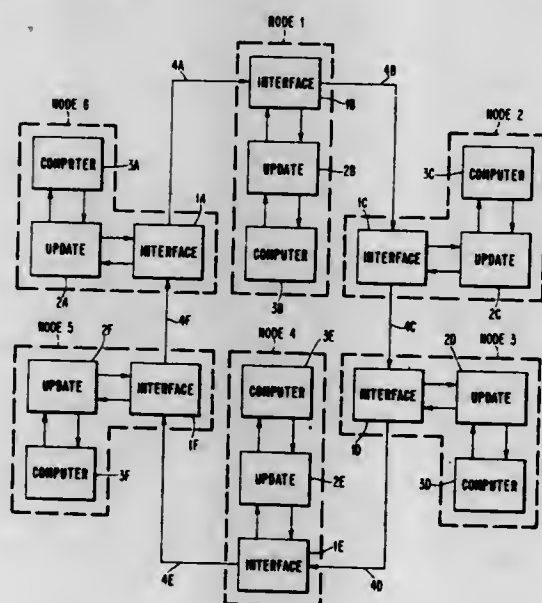 NODE 1
4A
4B
INTERFACE
1B
NODE 6
NODE 2
COMPUTER
3A
UPDATE
2B
3C
COMPUTER
1A
1C
UPDATE
INTERFACE
COMPUTER
INTERFACE
UPDATE
2A
3B
2C
4F
4C
NODE 5
2F
NODE 4
3E
2D
NODE 3
UPDATE
INTERFACE
COMPUTER
INTERFACE
UPDATE
1F
1D
COMPUTER
3F
UPDATE
2E
3D
COMPUTER
1E
INTERFACE
4E
4D